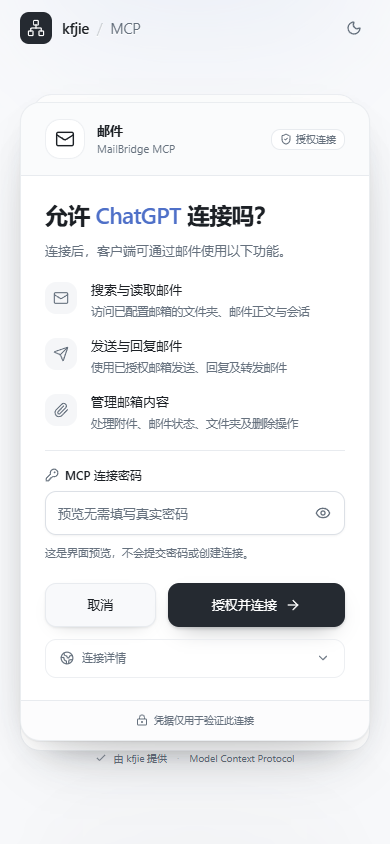 kfjie / MCP
邮件
MailBridge MCP
授权连接
允许 ChatGPT 连接吗？
连接后，客户端可通过邮件使用以下功能。
搜索与读取邮件
访问已配置邮箱的文件夹、邮件正文与会话
发送与回复邮件
使用已授权邮箱发送、回复及转发邮件
管理邮箱内容
处理附件、邮件状态、文件夹及删除操作
MCP 连接密码
预览无需填写真实密码
这是界面预览，不会提交密码或创建连接。
取消
授权并连接
连接详情
凭据仅用于验证此连接
由 kfjie 提供 · Model Context Protocol